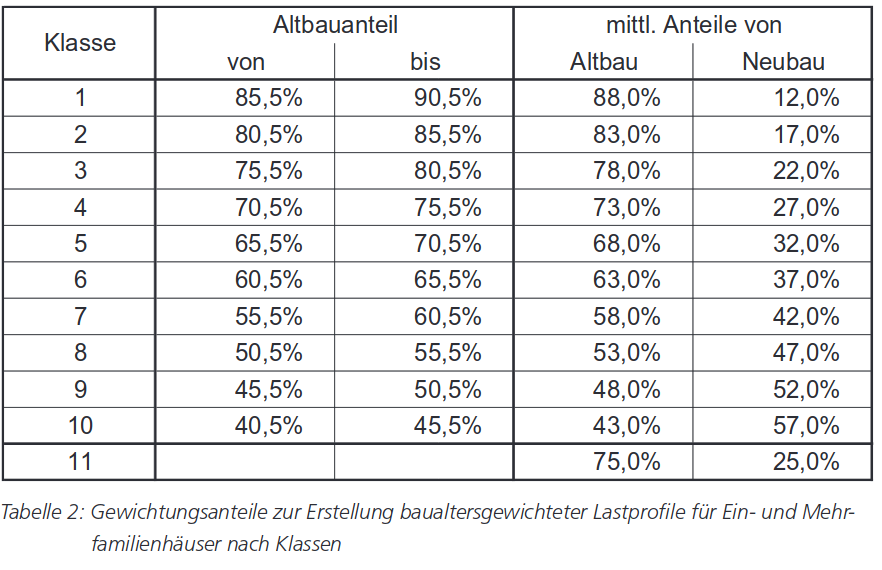 Klasse Altbauanteil mittl. Anteile von
von bis Altbau Neubau
1 85,5% 90,5% 88,0% 12,0%
2 80,5% 85,5% 83,0% 17,0%
3 75,5% 80,5% 78,0% 22,0%
4 70,5% 75,5% 73,0% 27,0%
5 65,5% 70,5% 68,0% 32,0%
6 60,5% 65,5% 63,0% 37,0%
7 55,5% 60,5% 58,0% 42,0%
8 50,5% 55,5% 53,0% 47,0%
9 45,5% 50,5% 48,0% 52,0%
10 40,5% 45,5% 43,0% 57,0%
11 75,0% 25,0%
Tabelle 2: Gewichtungsanteile zur Erstellung baualtersgewichteter Lastprofile für Ein- und Mehr-
familienhäuser nach Klassen